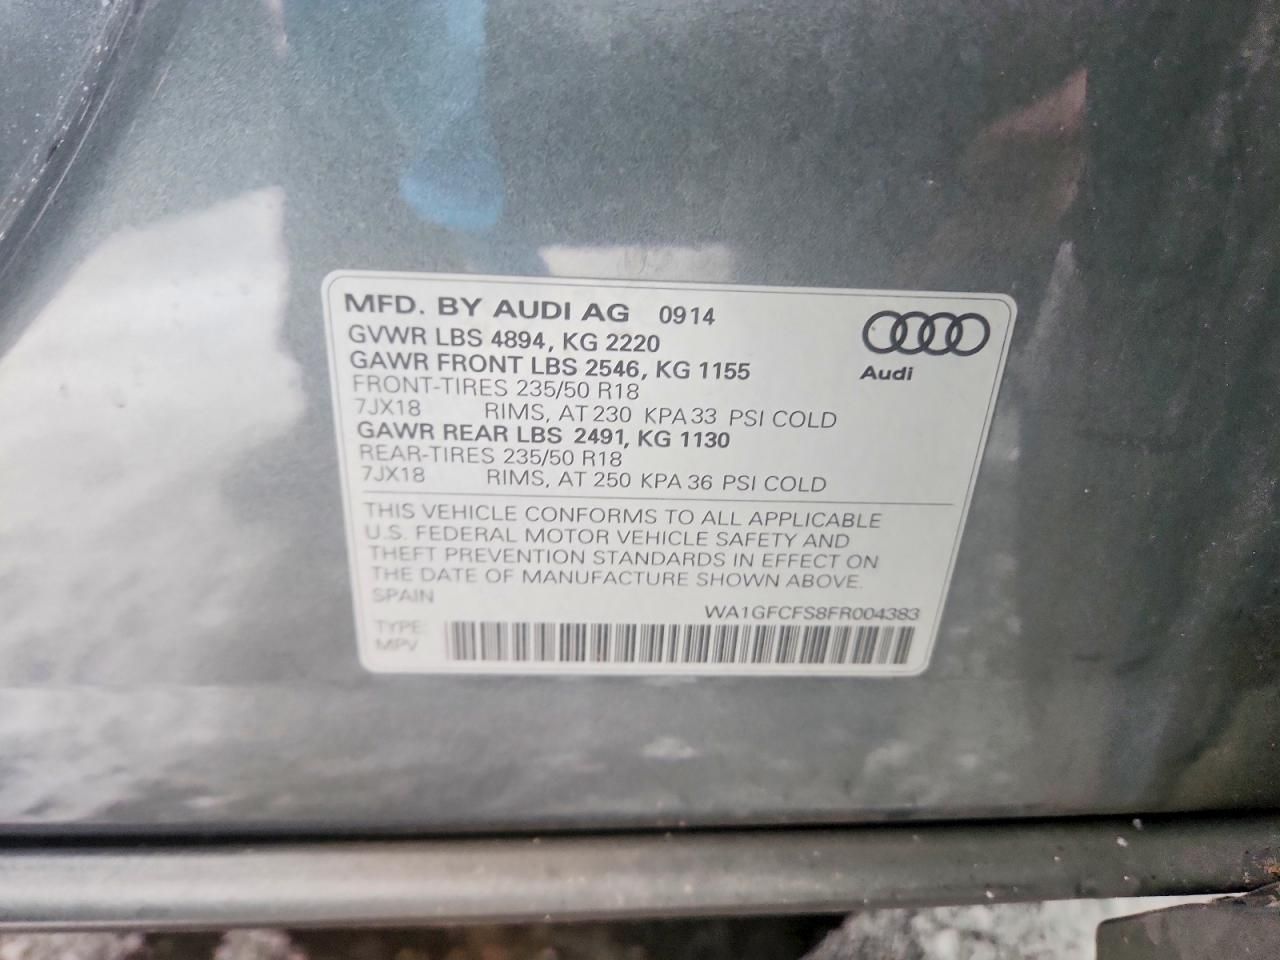 MFD. BY AUDI AG 0914
GVWR LBS 4894, KG 2220
GAWR FRONT LBS 2546, KG 1155
FRONT-TIRES 235/50 R18
7JX18 RIMS, AT 230 KPA 33 PSI COLD
GAWR REAR LBS 2491, KG 1130
REAR-TIRES 235/50 R18
7JX18 RIMS, AT 250 KPA 36 PSI COLD
Audi
THIS VEHICLE CONFORMS TO ALL APPLICABLE
U.S. FEDERAL MOTOR VEHICLE SAFETY AND
THEFT PREVENTION STANDARDS IN EFFECT ON
THE DATE OF MANUFACTURE SHOWN ABOVE.
SPAIN
WA1GFCFS8FR004383
TYPE:
MPV